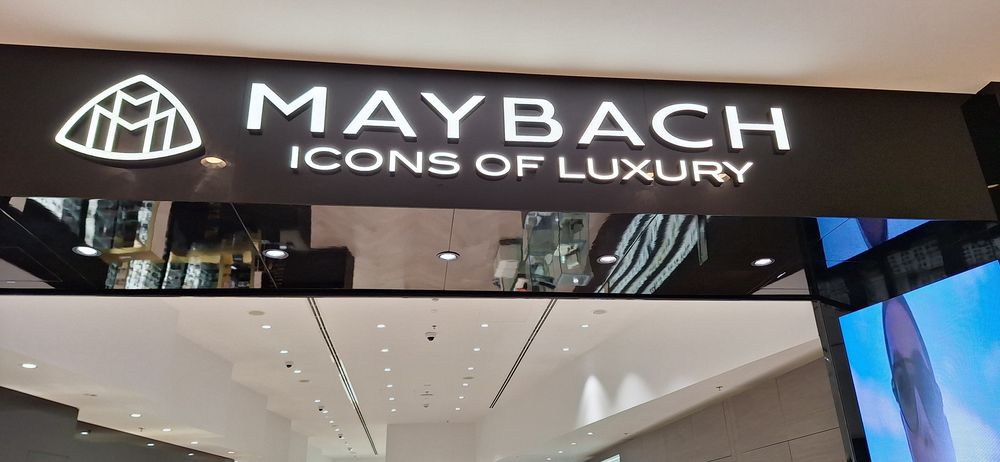 MAYBACH
ICONS OF LUXURY